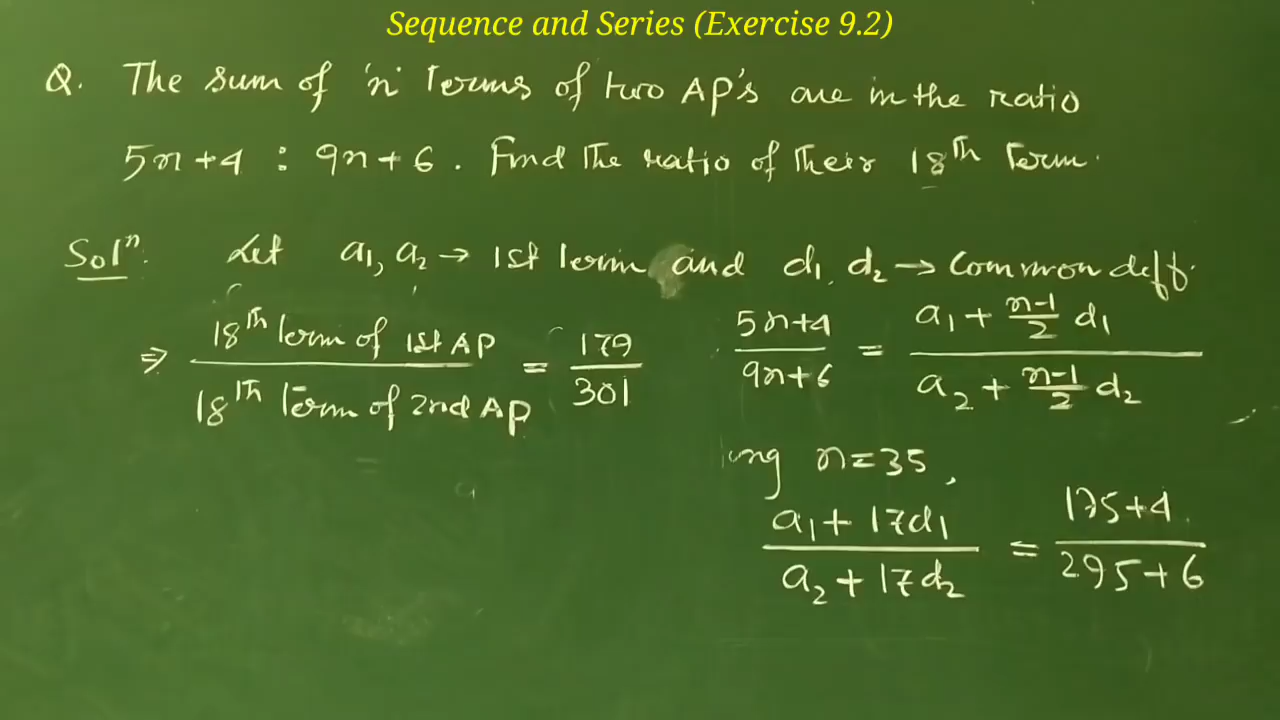 Sequence and Series (Exercise 9.2)
Q. The sum of 'n' terms of two AP's are in the ratio
5n+4 : 9n+6. Find the ratio of their 18th term.
Soln. Let a1, a2 → 1st term and d1, d2 → Common diff.
⇒ 18th term of 1st AP / 18th term of 2nd AP = 179/301
5n+4 / 9n+6 = a1 + n-1/2 d1 / a2 + n-1/2 d2
n=35,
a1 + 17d1 / a2 + 17d2 = 175+4 / 295+6